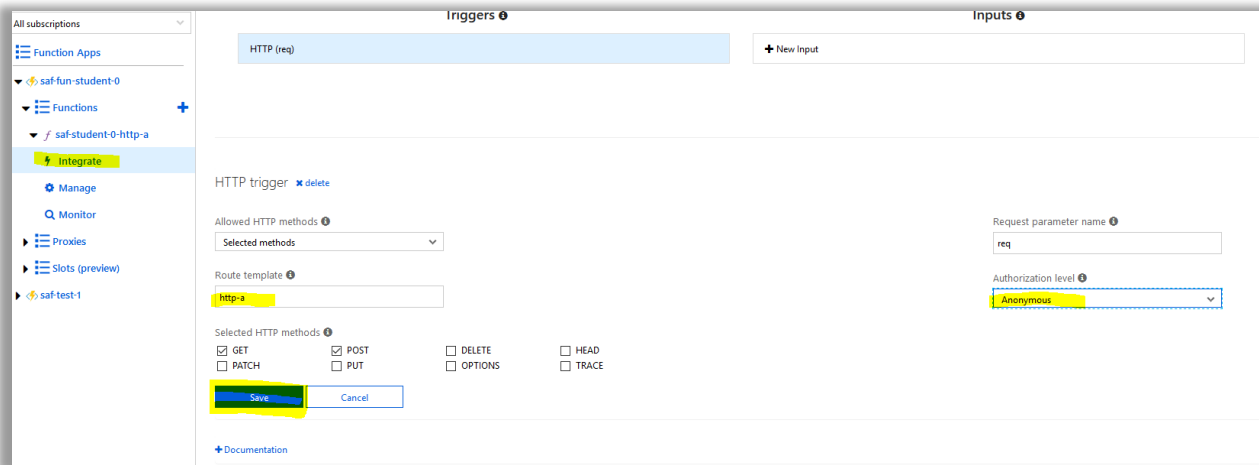 All subscriptions
Function Apps
saf-fun-student-0
Functions
saf-student-0-http-a
Integrate
Manage
Monitor
Proxies
Slots (preview)
saf-test-1
Triggers
Inputs
HTTP (req)
New Input
HTTP trigger delete
Allowed HTTP methods
Selected methods
Request parameter name
req
Route template
http-a
Authorization level
Anonymous
Selected HTTP methods
GET POST DELETE HEAD
PATCH PUT OPTIONS TRACE
Save Cancel
Documentation